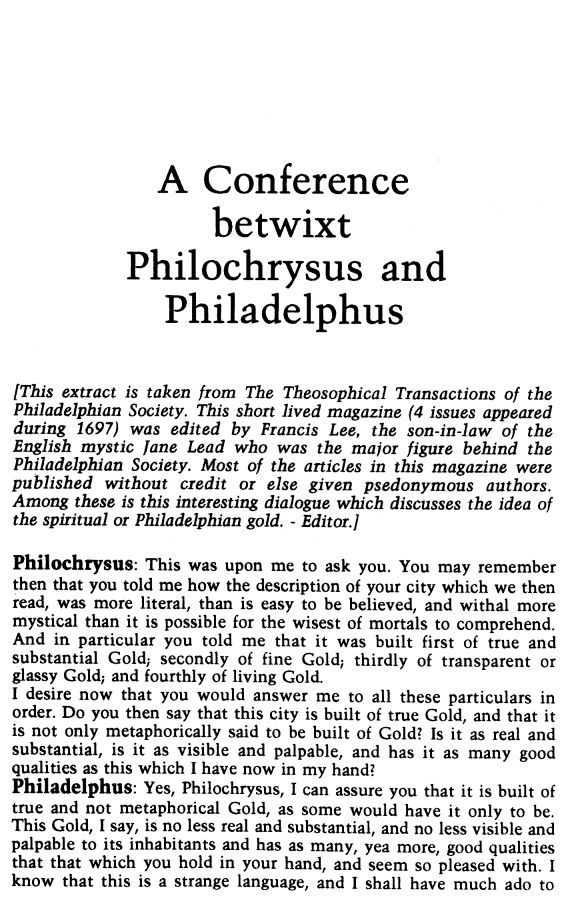 A Conference
betwixt
Philochrysus and
Philadelphus
[This extract is taken from The Theosophical Transactions of the
Philadelphian Society. This short lived magazine (4 issues appeared
during 1697) was edited by Francis Lee, the son-in-law of the
English mystic Jane Lead who was the major figure behind the
Philadelphian Society. Most of the articles in this magazine were
published without credit or else given psedonymous authors.
Among these is this interesting dialogue which discusses the idea of
the spiritual or Philadelphian gold. - Editor.]
Philochrysus: This was upon me to ask you. You may remember
then that you told me how the description of your city which we then
read, was more literal, than is easy to be believed, and withal more
mystical than it is possible for the wisest of mortals to comprehend.
And in particular you told me that it was built first of true and
substantial Gold; secondly of fine Gold; thirdly of transparent or
glassy Gold; and fourthly of living Gold.
I desire now that you would answer me to all these particulars in
order. Do you then say that this city is built of true Gold, and that it
is not only metaphorically said to be built of Gold? Is it as real and
substantial, is it as visible and palpable, and has it as many good
qualities as this which I have now in my hand?
Philadelphus: Yes, Philochrysus, I can assure you that it is built of
true and not metaphorical Gold, as some would have it only to be.
This Gold, I say, is no less real and substantial, and no less visible and
palpable to its inhabitants and has as many, yea more, good qualities
that that which you hold in your hand, and seem so pleased with. I
know that this is a strange language, and I shall have much ado to